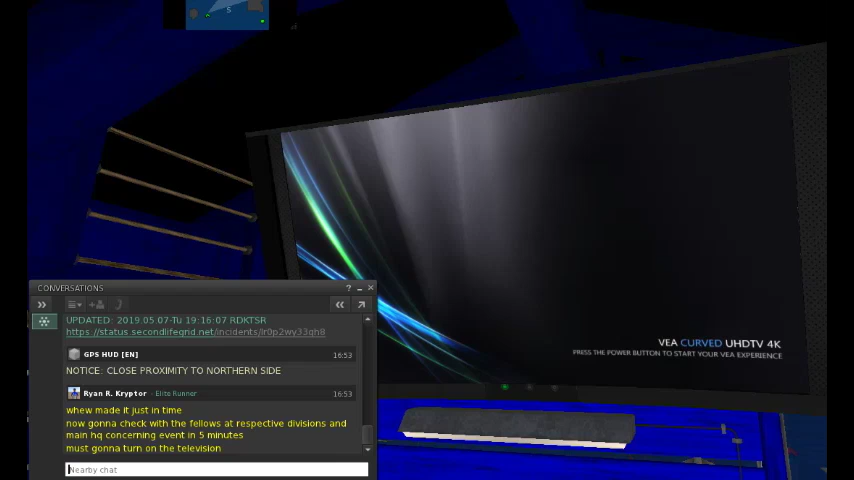 5
CONVERSATIONS
UPDATED: 2019.05.07-Tu 19:16:07 RDKTSR
https://status.secondlifegnd.net/incidents/lr0p2wy33qh8
GPS HUD [EN] 16:53
NOTICE: CLOSE PROXIMITY TO NORTHERN SIDE
Ryan R. Kryptor - Elite Runner 16:53
whew made it just in time
now gonna check with the fellows at respective divisions and
main hq concerning event in 5 minutes
must gonna turn on the television
Nearby chat
VEA CURVED UHDTV 4K
PRESS THE POWER BUTTON TO START YOUR VEA EXPERIENCE